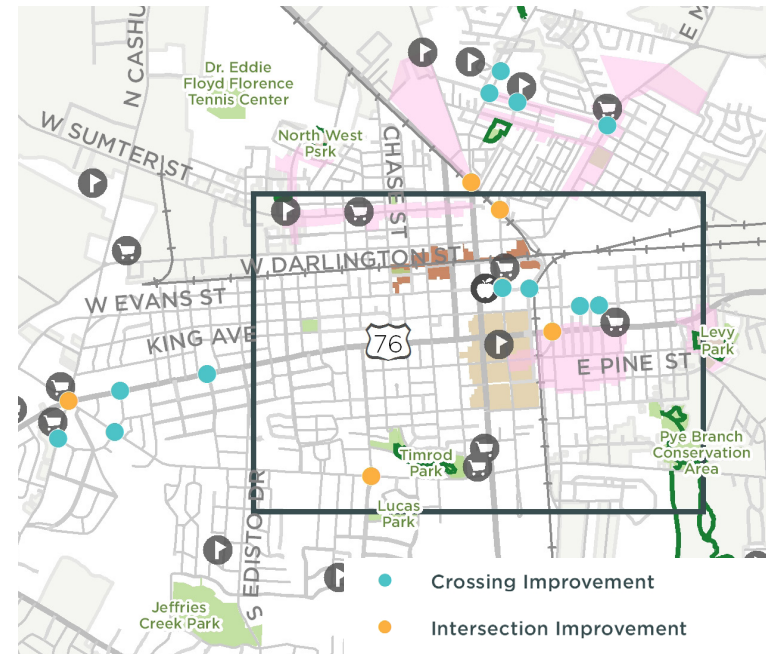 N CASHU
E M
Dr. Eddie
Floyd Florence
Tennis Center
W SUMTER ST
North West
Psrk
CHASE ST
W DARLINGTON ST
W EVANS ST
KING AVE
76
Levy
Park
E PINE ST
Pye Branch
Conservation
Area
Timrod
Park
Lucas
Park
S EDISTO DR
Jeffries
Creek Park
Crossing Improvement
Intersection Improvement